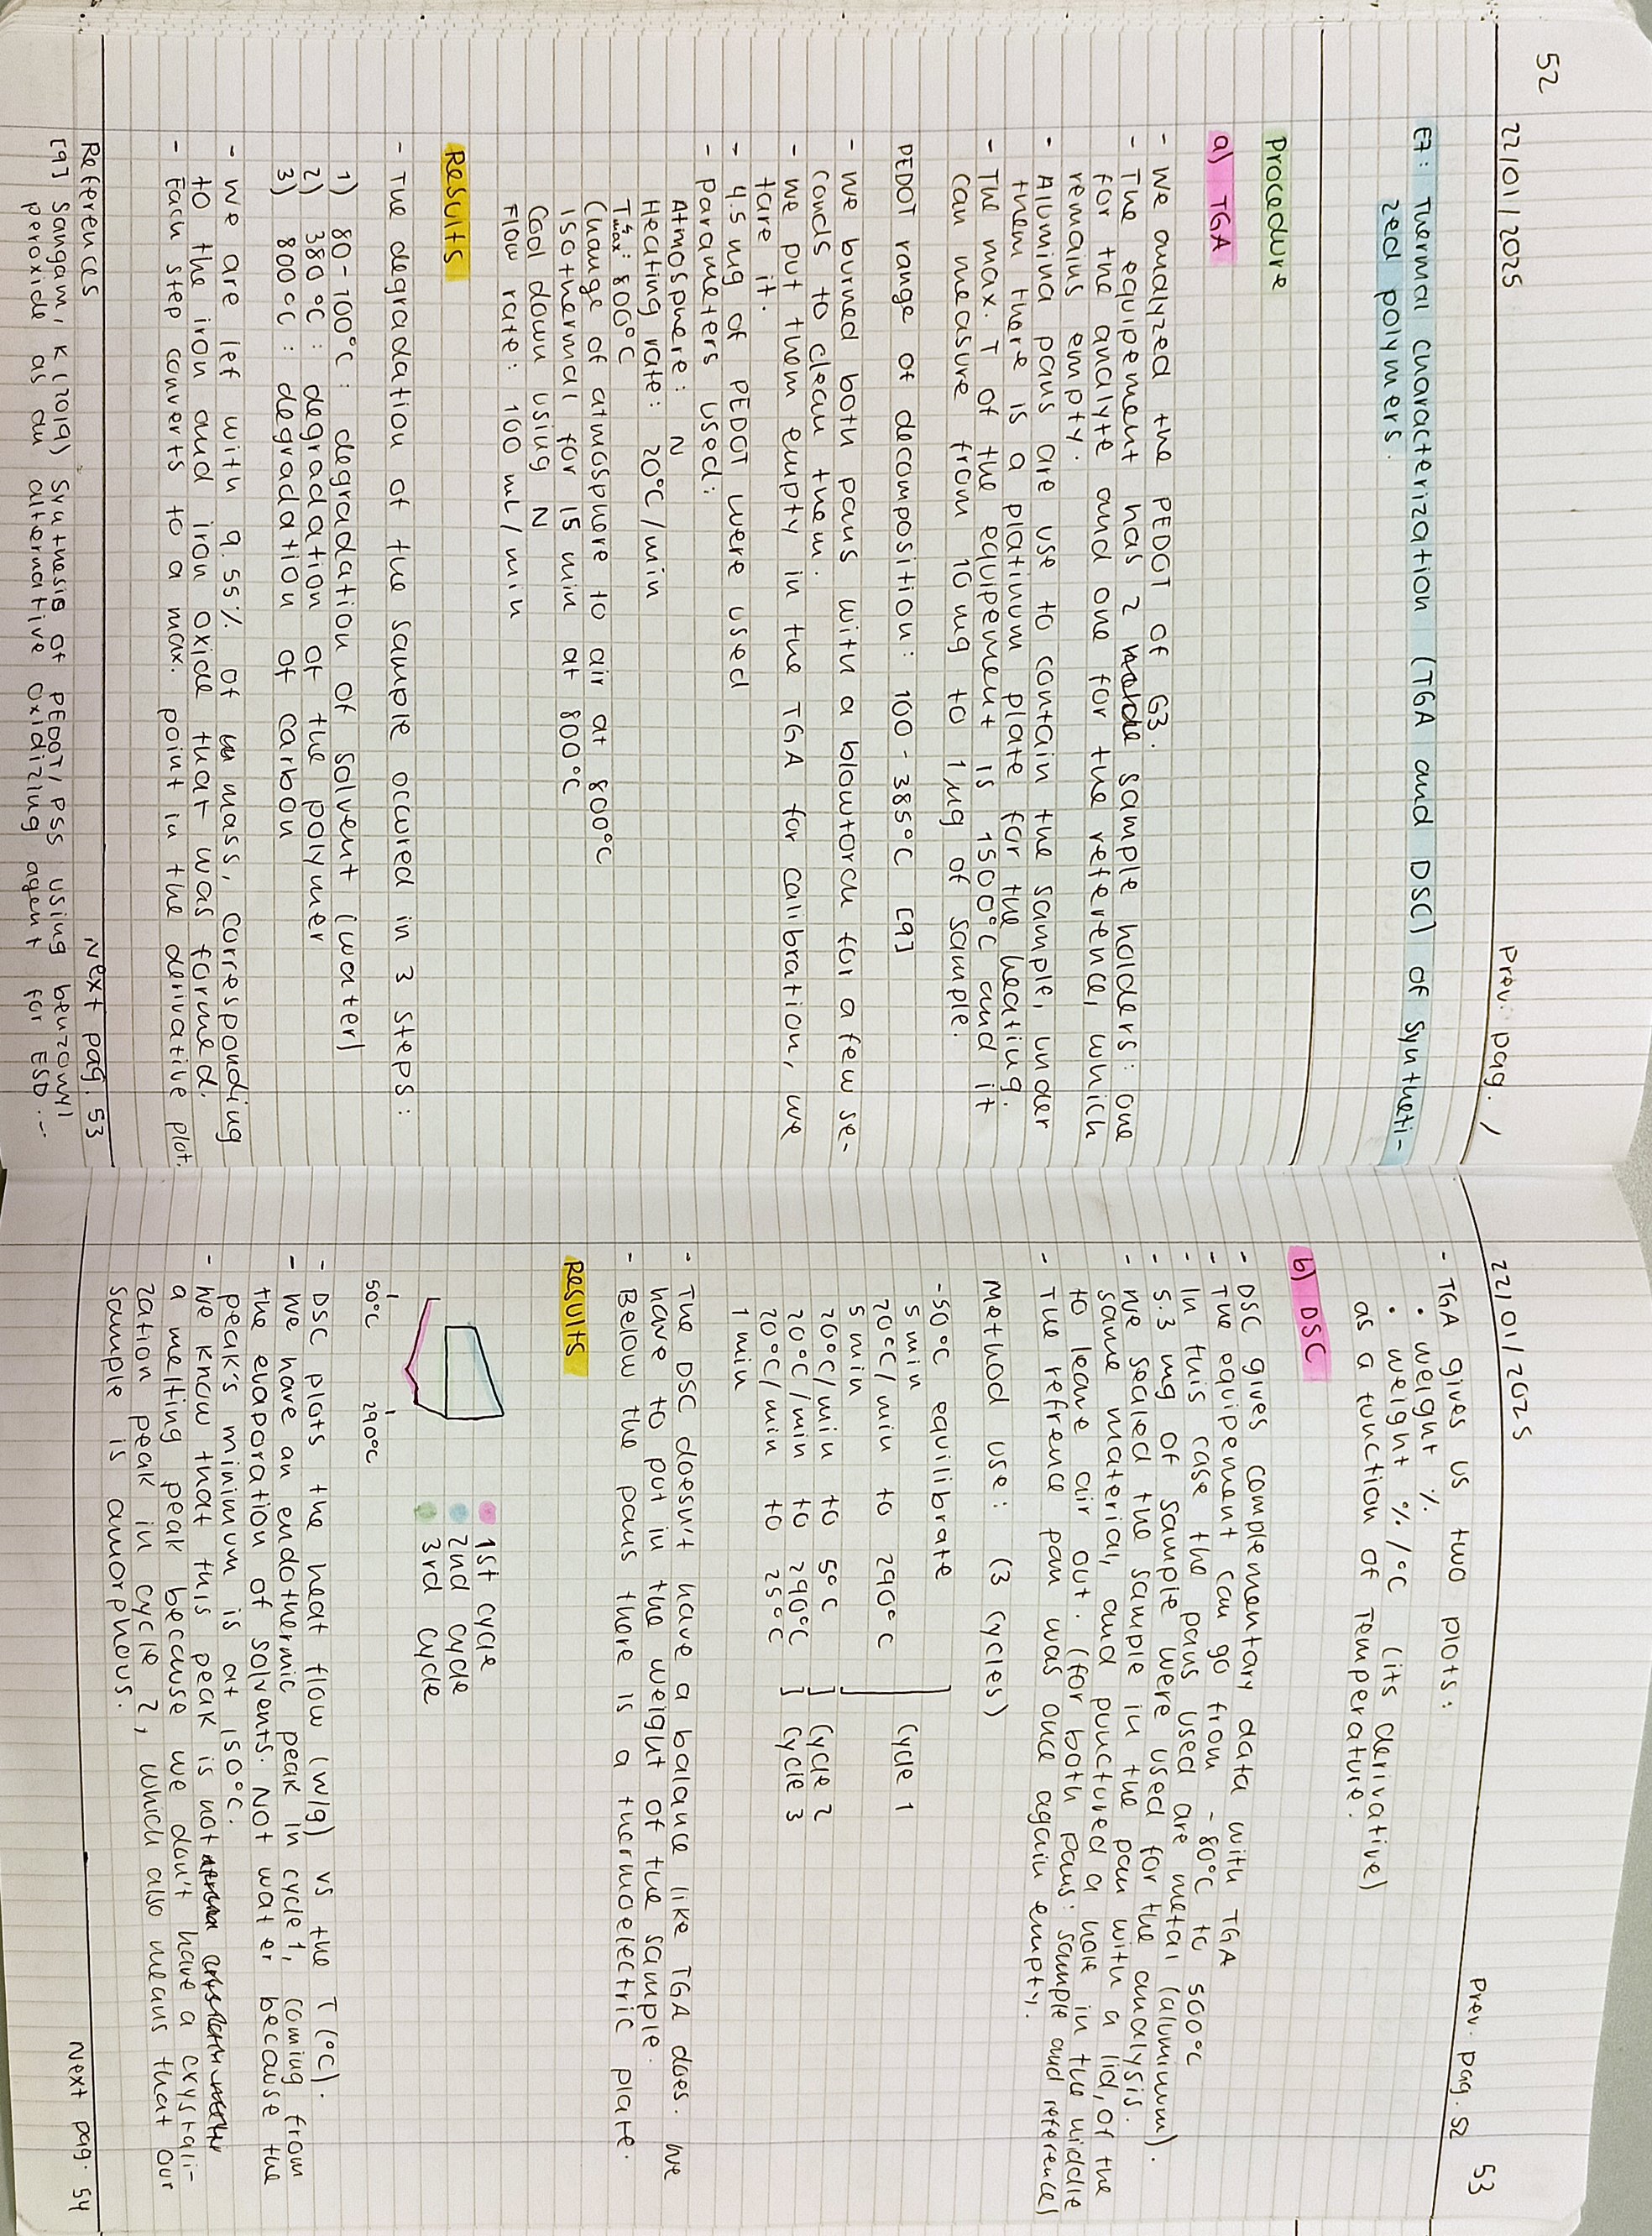 52
22/01/2025
Prev. pag. /
E7: Thermal characterization (TGA and DSC) of syntheti-
zed polymers.
Procedure
a) TGA
- We analyzed the PEDOT of G3.
- The equipement has 2 sample holders: one
for the analyte and one for the reference, which
remains empty.
- Alumina pans are use to contain the sample, under
them there is a platinum plate for the heating.
- The max. T of the equipement is 1500°C and it
can measure from 10mg to 1µg of sample.
PEDOT range of decomposition: 100-385°C [9]
- We burned both pans with a blowtorch for a few se-
conds to clean them.
- We put them empty in the TGA for calibration, we
tare it.
- 4.5 mg of PEDOT were used
- parameters used:
Atmosphere: N
Heating rate: 20°C/min
Tmax: 800°C
Change of atmosphere to air at 800°C
Isothermal for 15 min at 800°C
Cool down using N
Flow rate: 100 mL/min
Results
- The degradation of the sample occured in 3 steps:
1) 80-100°C: degradation of solvent (water)
2) 380°C: degradation of the polymer
3) 800°C: degradation of carbon
- We are lef with 9.55% of mass, corresponding
to the iron and iron oxide that was formed.
- Each step converts to a max. point in the derivative plot.
Next pag. 53
References
[9] Sangam, K (2019) Synthesis of PEDOT/PSS using benzonyl
peroxide as an alternative oxidizing agent for ESD...
22/01/2025
Prev. pag. 52
53
- TGA gives us two plots:
• weight %
• weight %/°C (its derivative)
as a function of Temperature.
b) DSC
- DSC gives complementary data with TGA
- The equipement can go from -80°C to 500°C
- In this case the pans used are metal (aluminum).
- 5.3 mg of sample were used for the analysis.
- We sealed the sample in the pan with a lid, of the
same material, and punctured a hole in the middle
to leave air out. (for both pans: sample and reference)
- The refrence pan was once again empty.
Method use: (3 cycles)
-50°C equilibrate
5 min
20°C/min to 290°C
5 min
Cycle 1
20°C/min to 50°C ] Cycle 2
20°C/min to 290°C ] Cycle 3
20°C/min to 25°C
1 min
- The DSC doesn't have a balance like TGA does. We
have to put in the weight of the sample.
- Below the pans there is a thermoelectric plate.
Results
1st cycle
2nd cycle
3rd cycle
50°C
290°C
- DSC plots the heat flow (W/g) vs the T (°C).
- We have an endothermic peak in cycle 1, coming from
the evaporation of solvents. Not water because the
peak's minimum is at 150°C.
- We know that this peak is not
a melting peak because we don't have a crystali-
zation peak in cycle 2, which also means that our
sample is amorphous.
Next pag. 54